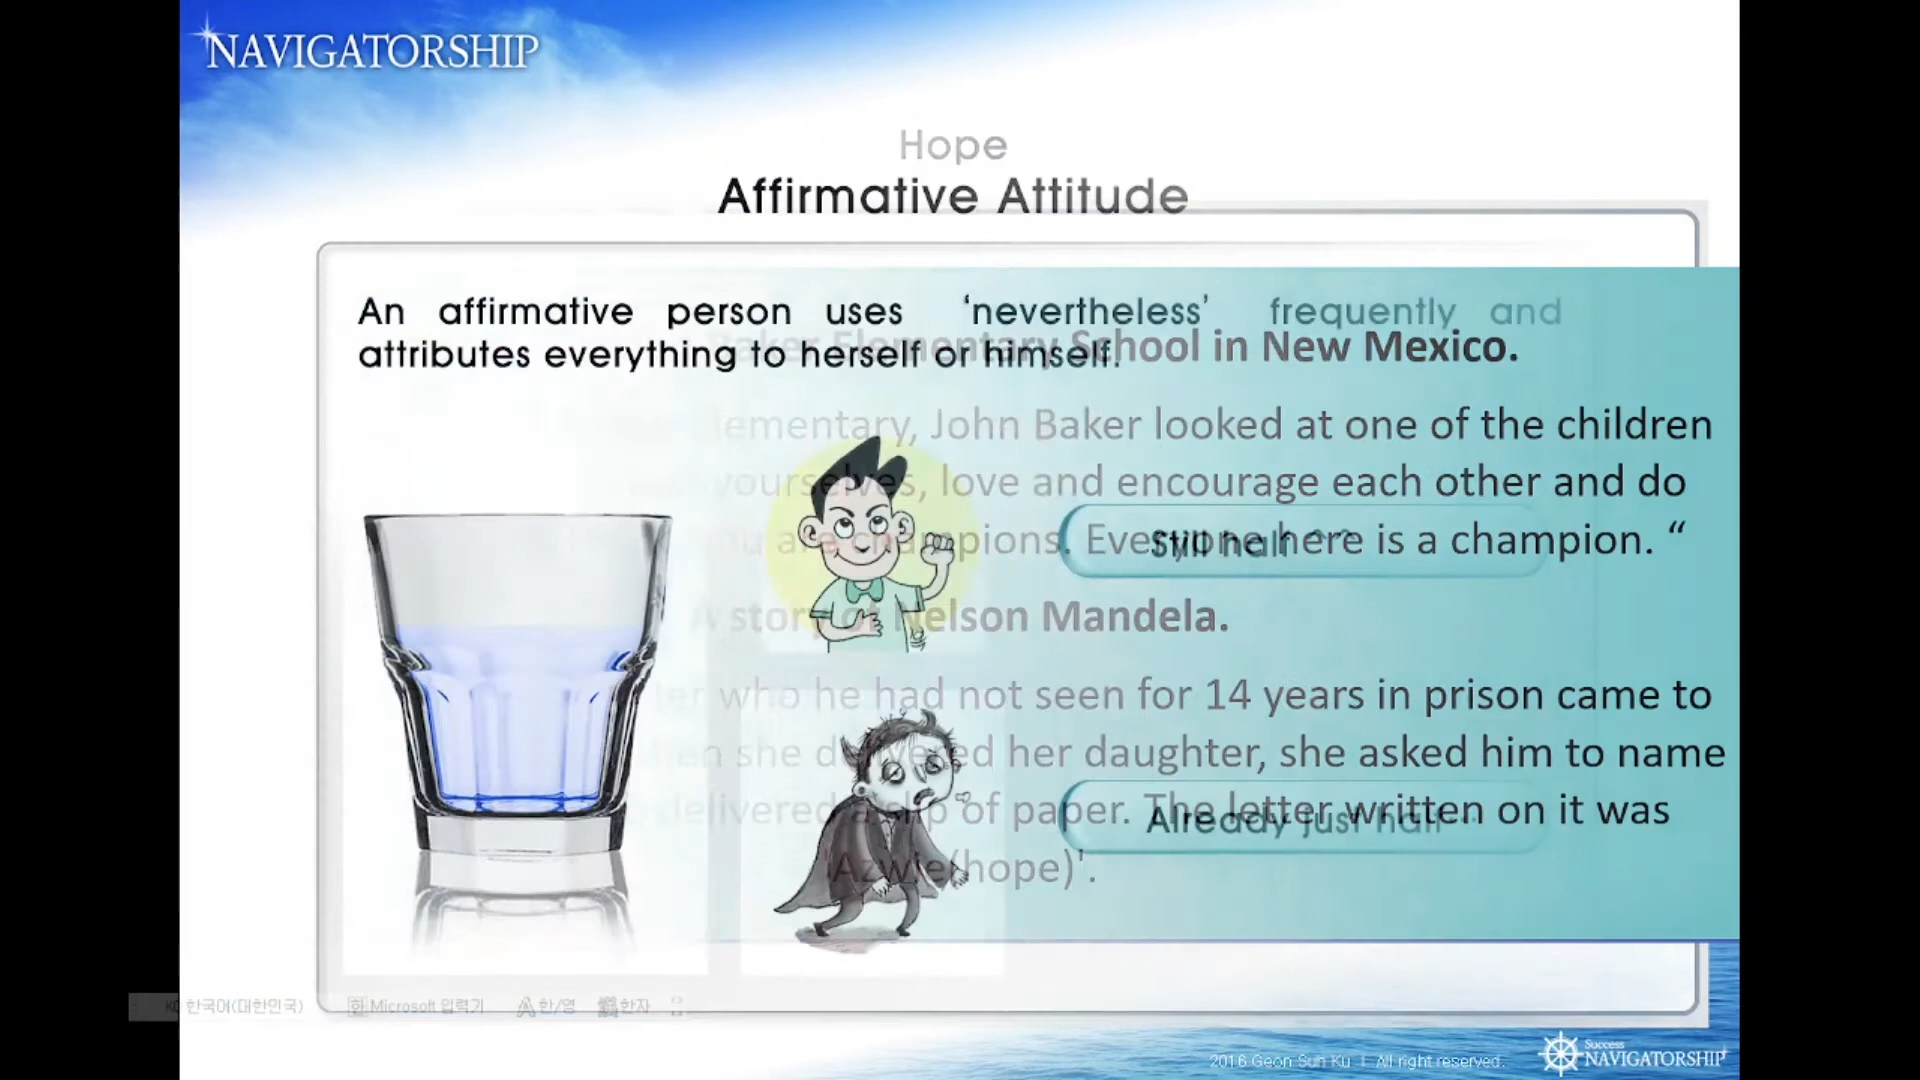 NAVIGATORSHIP
Hope
Affirmative Attitude
An affirmative person uses ‘nevertheless’ frequently and
attributes everything to herself or himself.
Baker Elementary School in New Mexico.
Elementary, John Baker looked at one of the children
yourselves, love and encourage each other and do
you are champions. Everyone here is a champion. “
Still half ^^
A story of Nelson Mandela.
who he had not seen for 14 years in prison came to
when she delivered her daughter, she asked him to name
delivered a slip of paper. The letter written on it was
Already just half
Azwie(hope)'.
한국어(대한민국) Microsoft 입력기 한/영 한자
2016 Geon Suh Ku I All right reserved.
Success
NAVIGATORSHIP